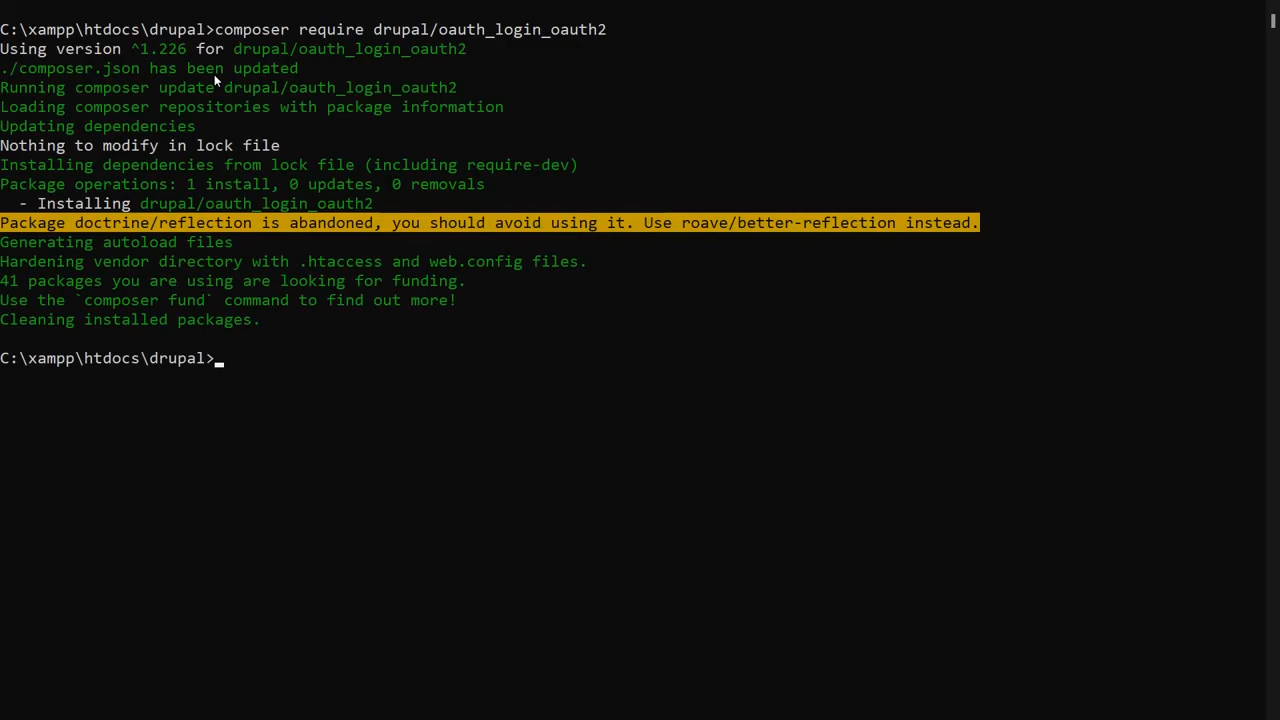 C:\xampp\htdocs\drupal>composer require drupal/oauth_login_oauth2
Using version ^1.226 for drupal/oauth_login_oauth2
./composer.json has been updated
Running composer update drupal/oauth_login_oauth2
Loading composer repositories with package information
Updating dependencies
Nothing to modify in lock file
Installing dependencies from lock file (including require-dev)
Package operations: 1 install, 0 updates, 0 removals
  - Installing drupal/oauth_login_oauth2
Package doctrine/reflection is abandoned, you should avoid using it. Use roave/better-reflection instead.
Generating autoload files
Hardening vendor directory with .htaccess and web.config files.
41 packages you are using are looking for funding.
Use the `composer fund` command to find out more!
Cleaning installed packages.
C:\xampp\htdocs\drupal>